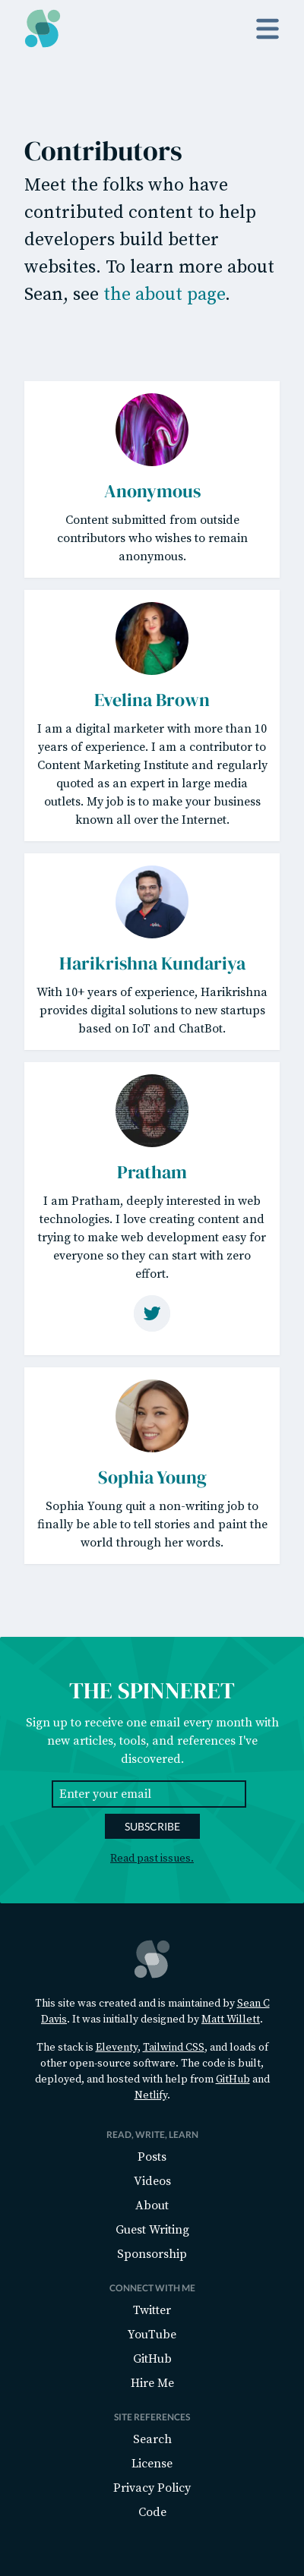 Contributors
Meet the folks who have
contributed content to help
developers build better
websites. To learn more about
Sean, see the about page.
Anonymous
Content submitted from outside
contributors who wishes to remain
anonymous.
Evelina Brown
I am a digital marketer with more than 10
years of experience. I am a contributor to
Content Marketing Institute and regularly
quoted as an expert in large media
outlets. My job is to make your business
known all over the Internet.
Harikrishna Kundariya
With 10+ years of experience, Harikrishna
provides digital solutions to new startups
based on IoT and ChatBot.
Pratham
I am Pratham, deeply interested in web
technologies. I love creating content and
trying to make web development easy for
everyone so they can start with zero
effort.
Sophia Young
Sophia Young quit a non-writing job to
finally be able to tell stories and paint the
world through her words.
THE SPINNERET
Sign up to receive one email every month with
new articles, tools, and references I've
discovered.
Enter your email
SUBSCRIBE
Read past issues.
This site was created and is maintained by Sean C
Davis. It was initially designed by Matt Willett.
The stack is Eleventy, Tailwind CSS, and loads of
other open-source software. The code is built,
deployed, and hosted with help from GitHub and
Netlify.
READ, WRITE, LEARN
Posts
Videos
About
Guest Writing
Sponsorship
CONNECT WITH ME
Twitter
YouTube
GitHub
Hire Me
SITE REFERENCES
Search
License
Privacy Policy
Code